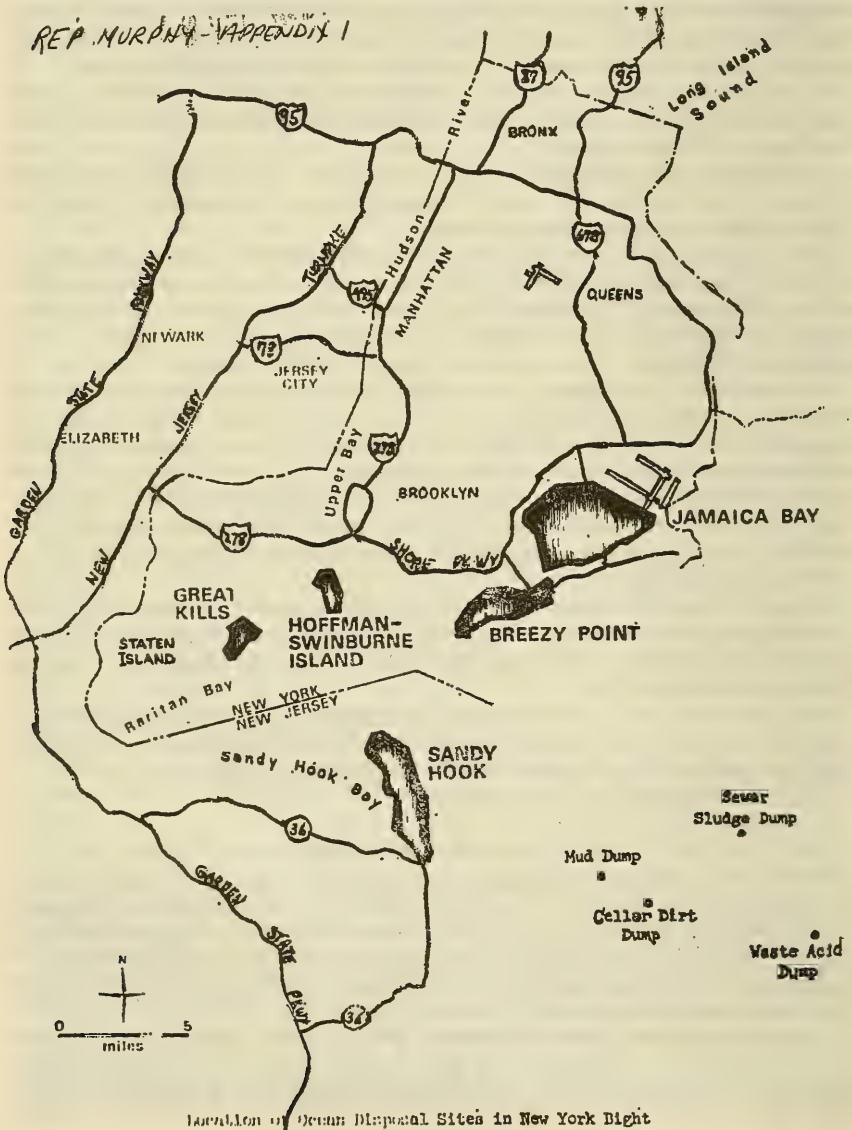 REP. MURPHY - APPENDIX I
87
95
Long Island
Sound
95
River
BRONX
Hudson
TURNPIKE
678
PARKWAY
495
MANHATTAN
QUEENS
NEWARK
78
JERSEY
CITY
STATE
JERSEY
ELIZABETH
278
Upper Bay
BROOKLYN
GARDEN
JAMAICA BAY
278
SHORE PKWY
NEW
GREAT
KILLS
HOFFMAN-
SWINBURNE
ISLAND
BREEZY POINT
STATEN
ISLAND
Raritan Bay
NEW YORK
NEW JERSEY
SANDY
HOOK
Sandy Hook Bay
Sewer
Sludge Dump
36
Mud Dump
GARDEN
STATE
PKWY
Cellar Dirt
Dump
Waste Acid
Dump
N
36
0 5
miles
Location of Ocean Disposal Sites in New York Bight